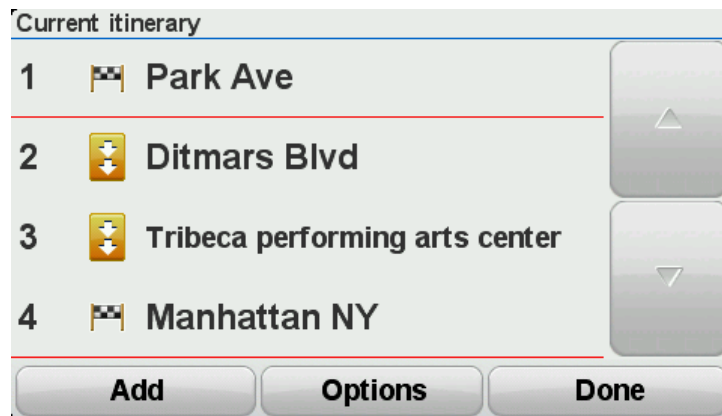 Current itinerary
1 Park Ave
2 Ditmars Blvd
3 Tribeca performing arts center
4 Manhattan NY
Add Options Done